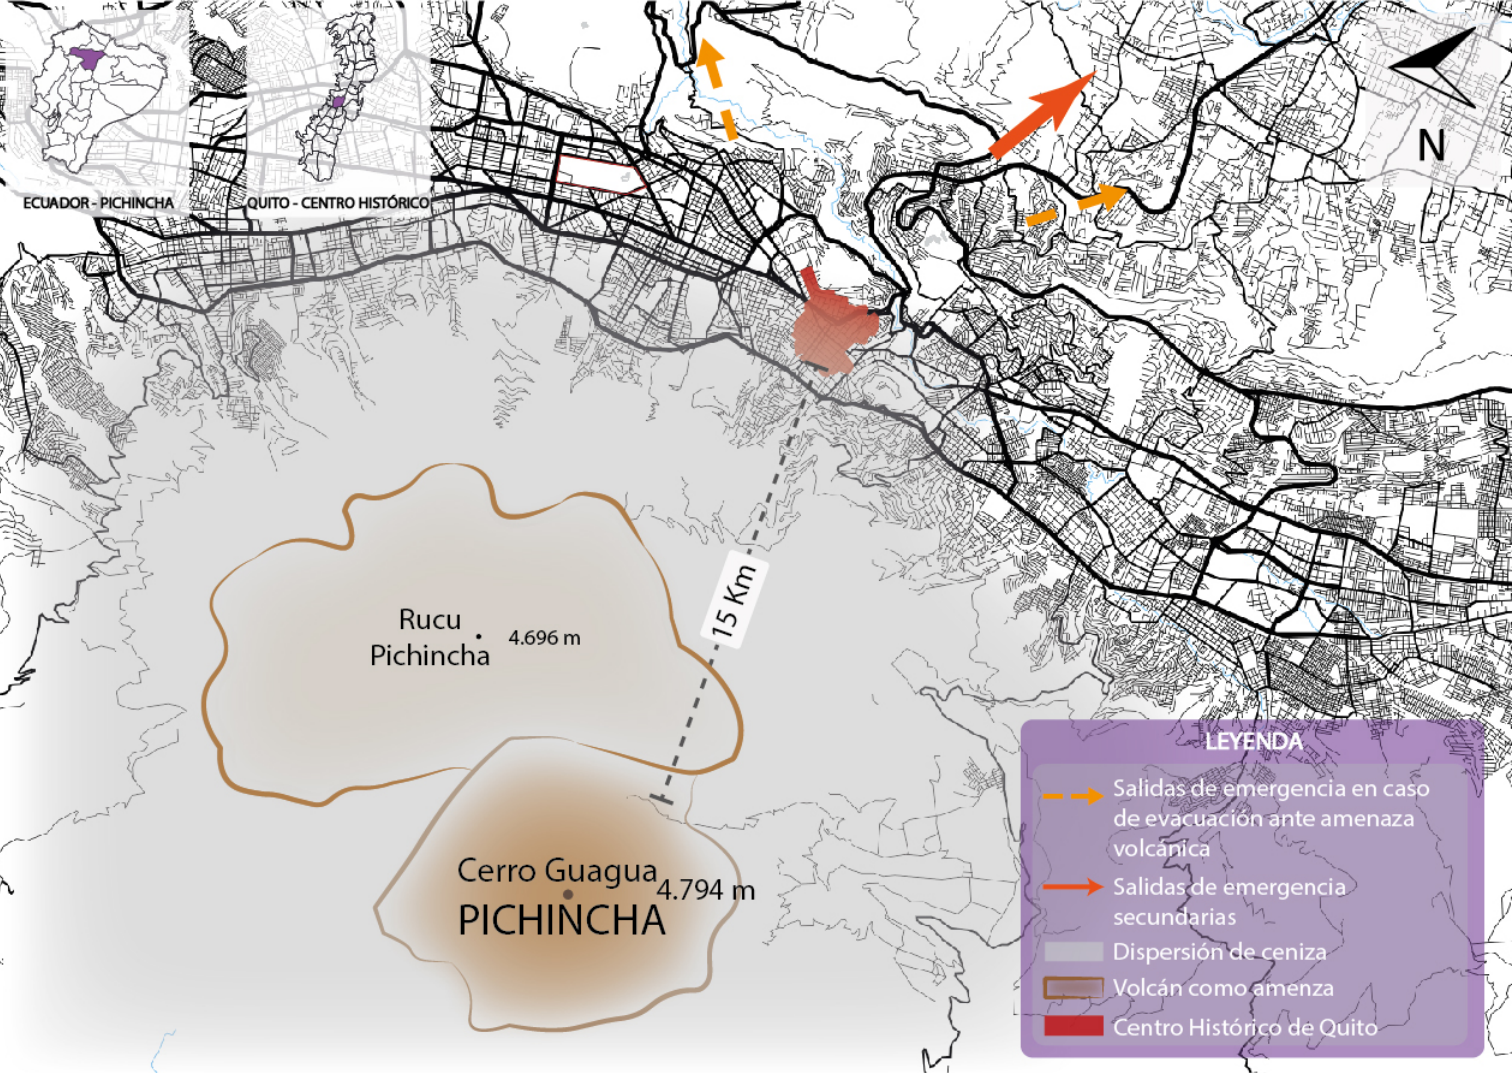 ECUADOR - PICHINCHA
QUITO - CENTRO HISTÓRICO
N
15 Km
Rucu
Pichincha
4.696 m
Cerro Guagua
PICHINCHA
4.794 m
LEYENDA
Salidas de emergencia en caso
de evacuación ante amenaza
volcánica
Salidas de emergencia
secundarias
Dispersión de ceniza
Volcán como amenza
Centro Histórico de Quito